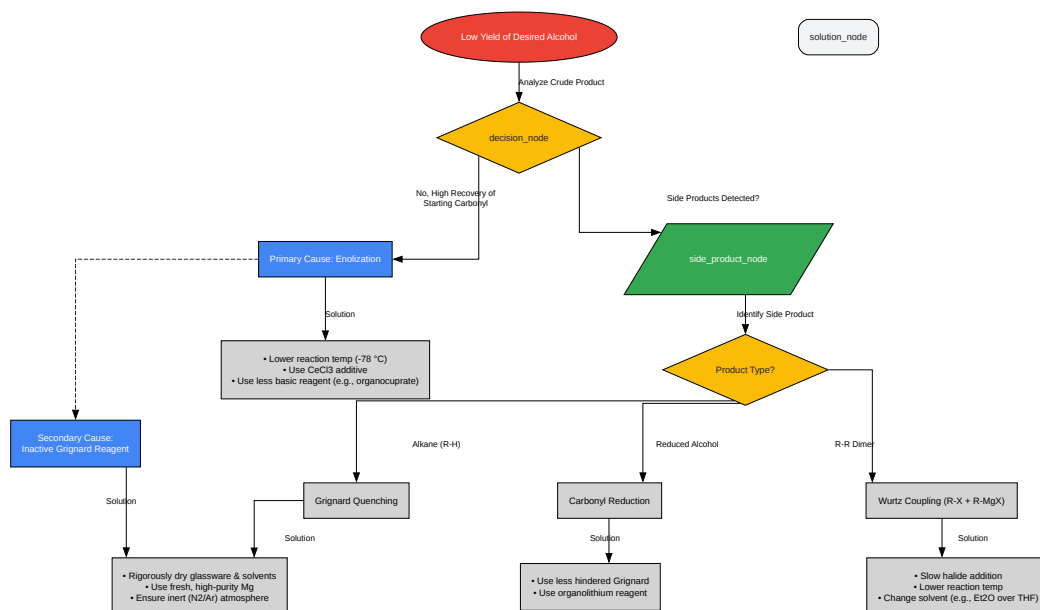 Low Yield of Desired Alcohol
solution_node
Analyze Crude Product
decision_node
No, High Recovery of
Starting Carbonyl
Side Products Detected?
Primary Cause: Enolization
side_product_node
Solution
Identify Side Product
• Lower reaction temp (-78 °C)
• Use CeCl3 additive
• Use less basic reagent (e.g., organocuprate)
Product Type?
Secondary Cause:
Inactive Grignard Reagent
Alkane (R-H)
Reduced Alcohol
R-R Dimer
Solution
Grignard Quenching
Carbonyl Reduction
Wurtz Coupling (R-X + R-MgX)
Solution
Solution
Solution
• Rigorously dry glassware & solvents
• Use fresh, high-purity Mg
• Ensure inert (N2/Ar) atmosphere
• Use less hindered Grignard
• Use organolithium reagent
• Slow halide addition
• Lower reaction temp
• Change solvent (e.g., Et2O over THF)